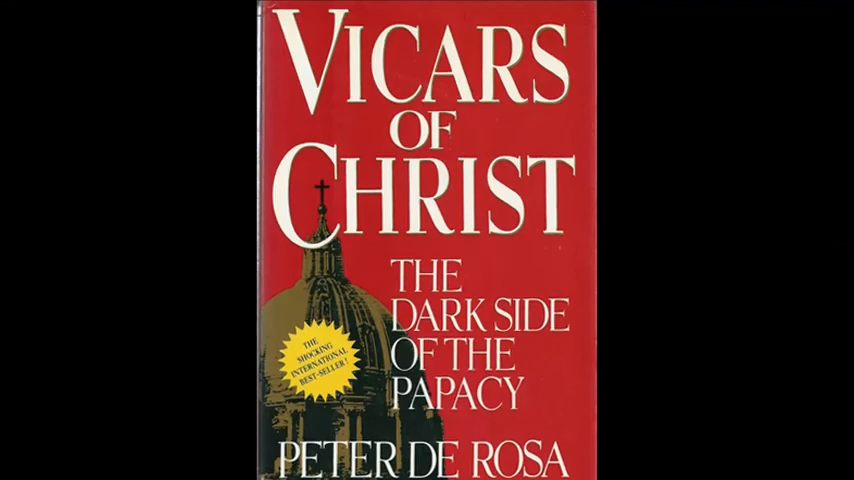 VICARS
OF
CHRIST
THE
DARK SIDE
OF THE
PAPACY
THE
SHOCKING
INTERNATIONAL
BEST-SELLER!
PETER DE ROSA